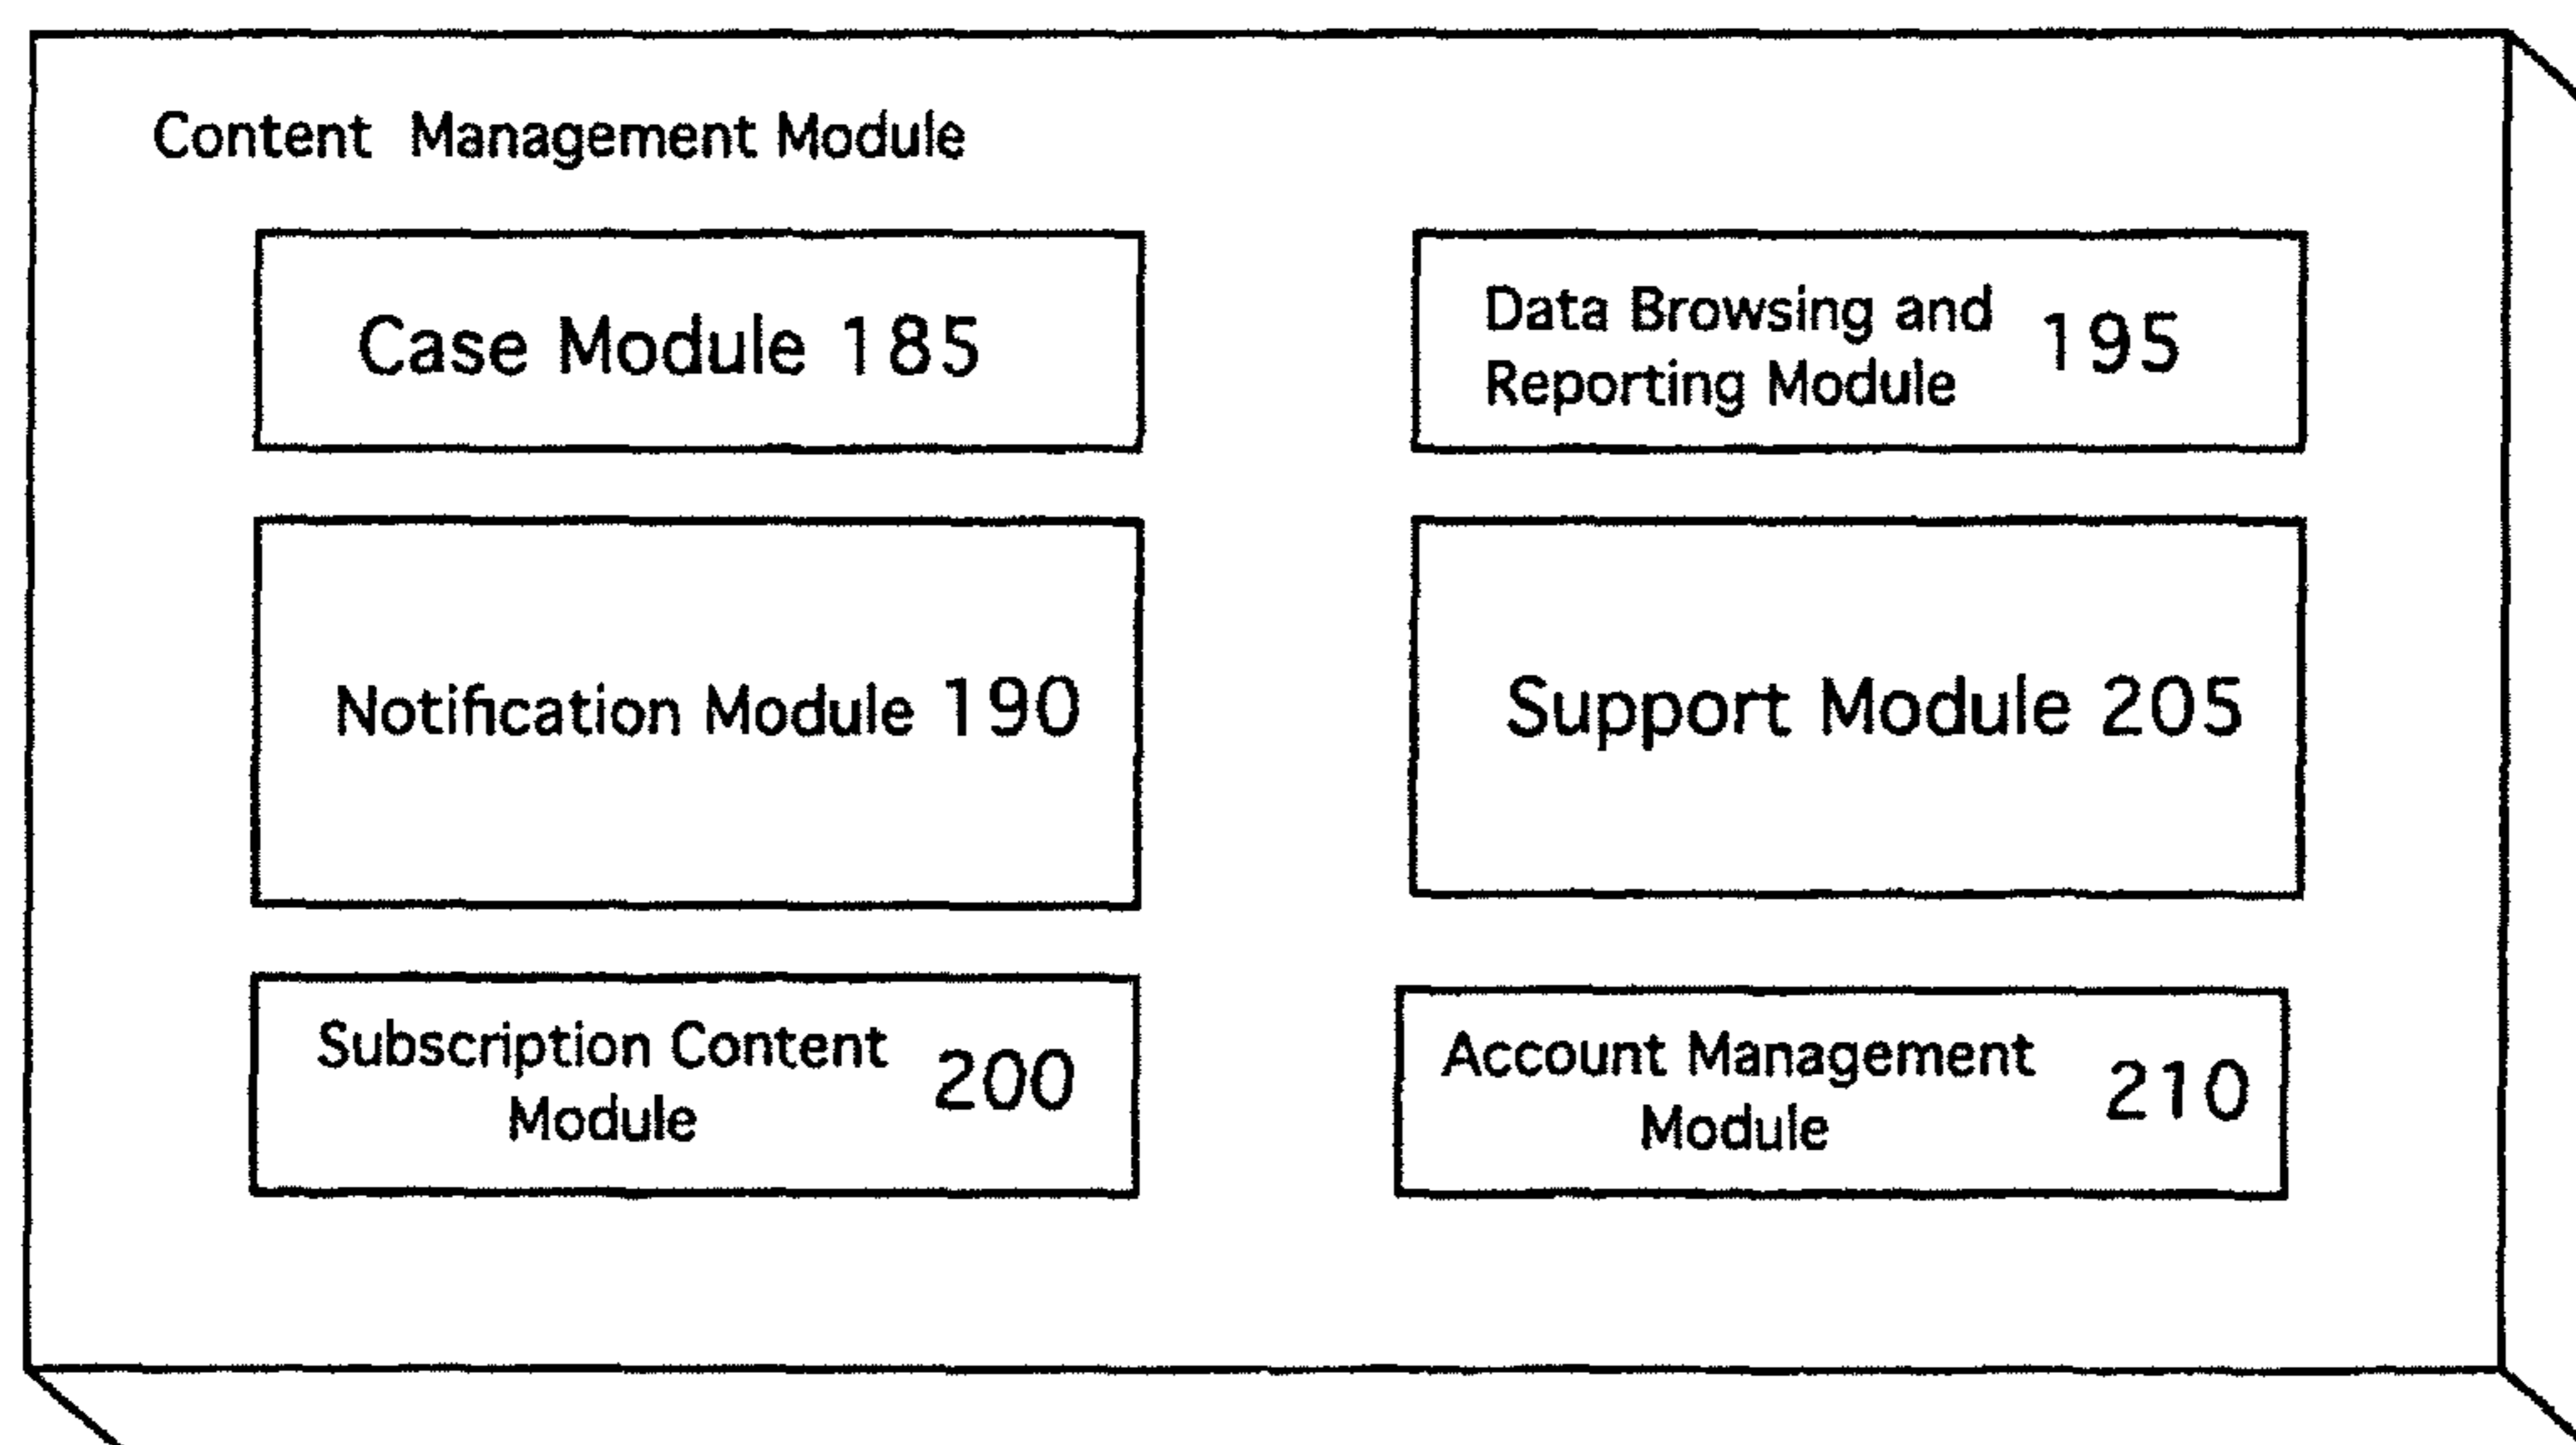 Content Management Module
Case Module 185
Data Browsing and
Reporting Module 195
Notification Module 190
Support Module 205
Subscription Content
Module 200
Account Management
Module 210